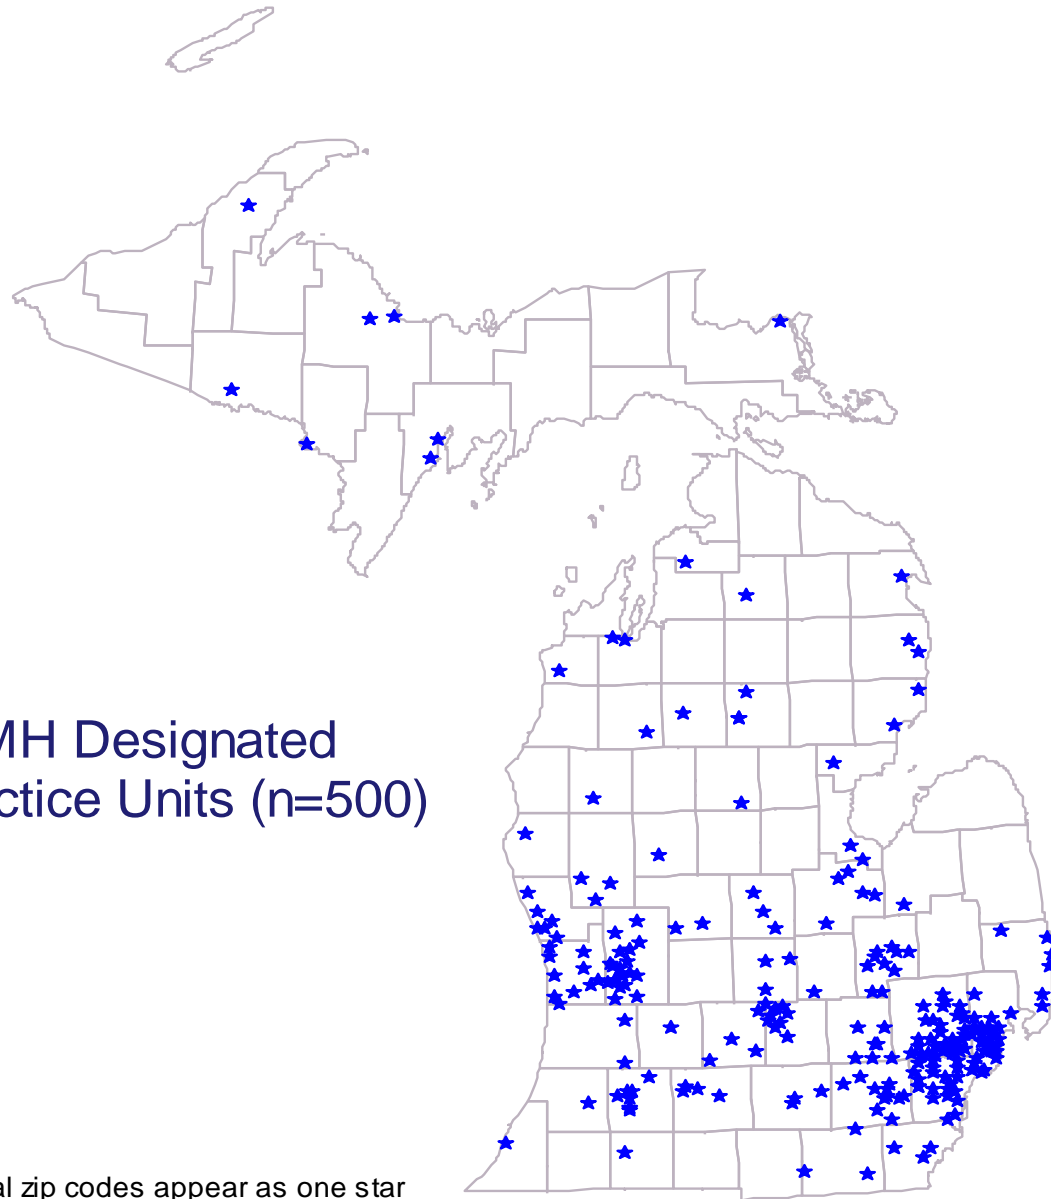 MH Designated
ctice Units (n=500)
al zip codes appear as one star